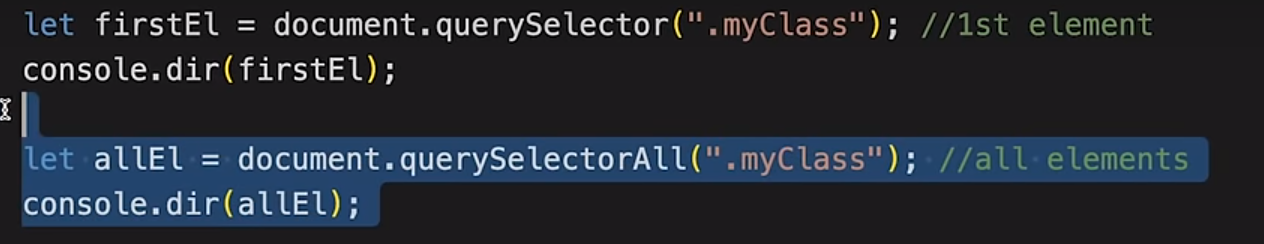 let firstEl = document.querySelector(".myClass"); //1st element
console.dir(firstEl);
let allEl = document.querySelectorAll(".myClass"); //all elements
console.dir(allEl);